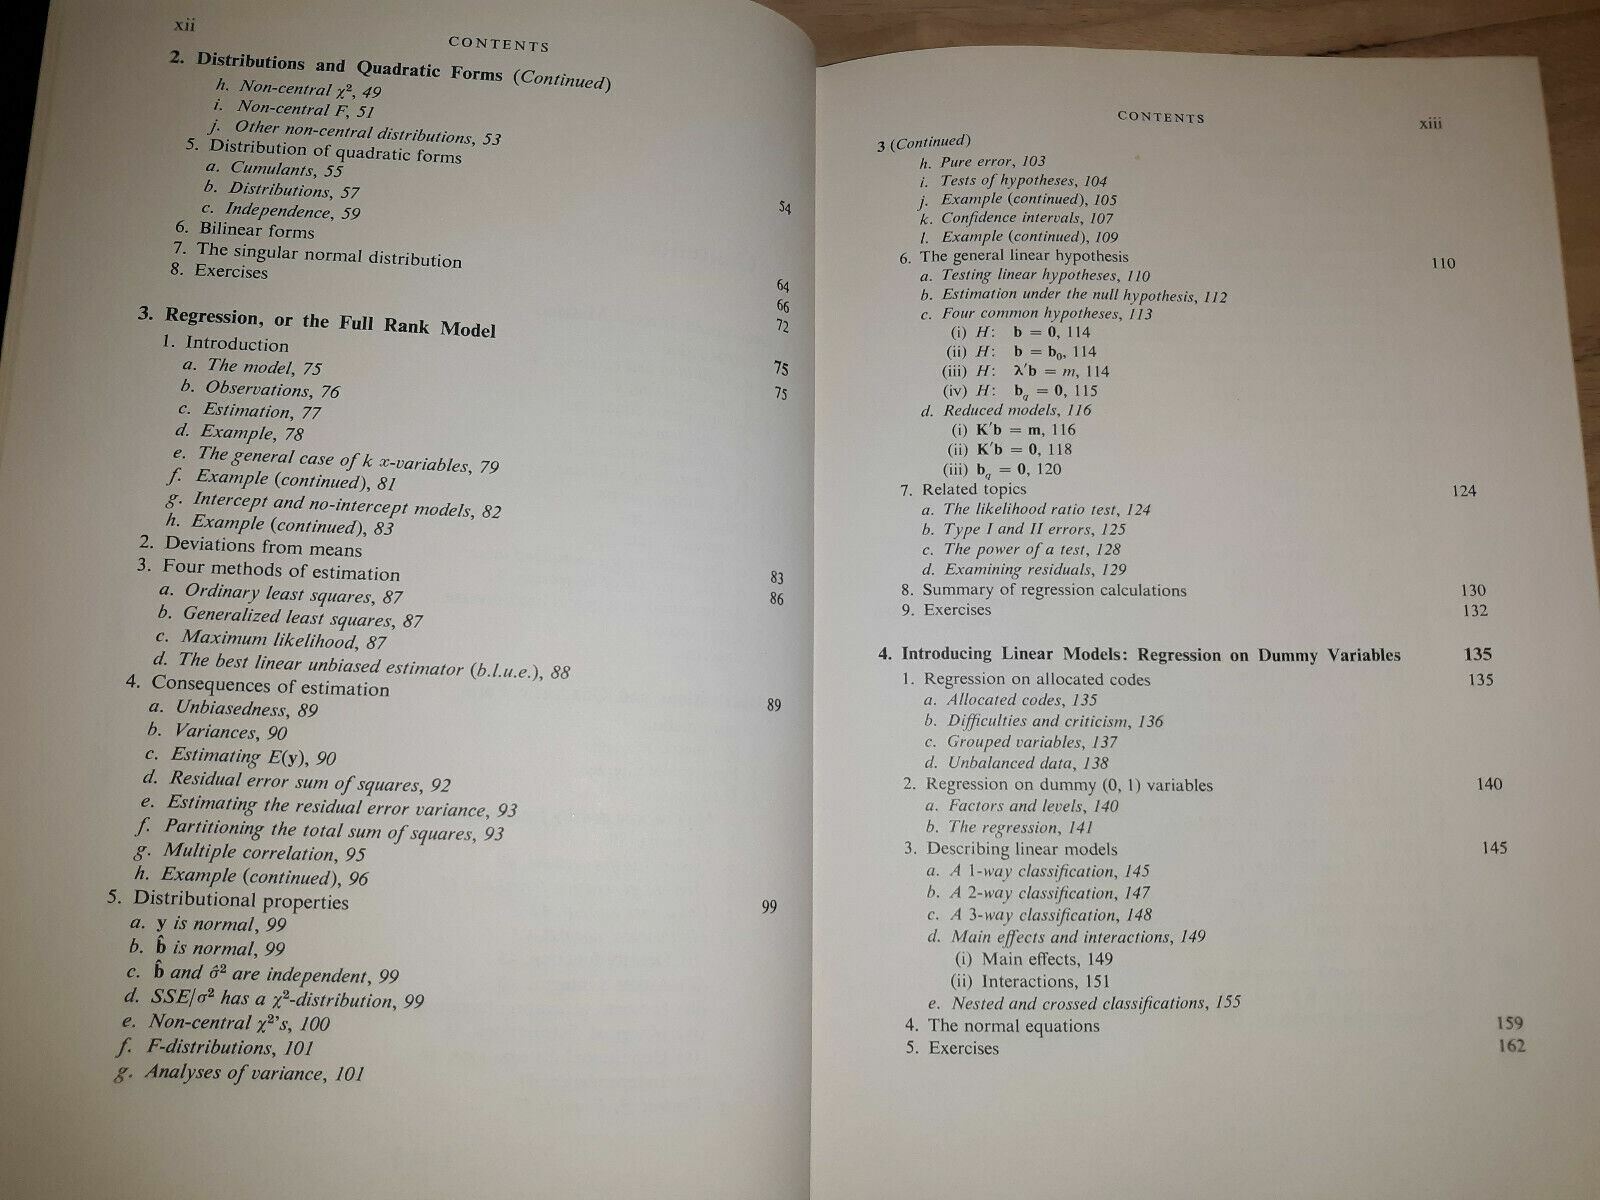 xii
CONTENTS
2. Distributions and Quadratic Forms (Continued)
h. Non-central χ², 49
i. Non-central F, 51
j. Other non-central distributions, 53
5. Distribution of quadratic forms 54
a. Cumulants, 55
b. Distributions, 57
c. Independence, 59
6. Bilinear forms 64
7. The singular normal distribution 66
8. Exercises 72
3. Regression, or the Full Rank Model 75
1. Introduction 75
a. The model, 75
b. Observations, 76
c. Estimation, 77
d. Example, 78
e. The general case of k x-variables, 79
f. Example (continued), 81
g. Intercept and no-intercept models, 82
h. Example (continued), 83
2. Deviations from means 83
3. Four methods of estimation 86
a. Ordinary least squares, 87
b. Generalized least squares, 87
c. Maximum likelihood, 87
d. The best linear unbiased estimator (b.l.u.e.), 88
4. Consequences of estimation 89
a. Unbiasedness, 89
b. Variances, 90
c. Estimating E(y), 90
d. Residual error sum of squares, 92
e. Estimating the residual error variance, 93
f. Partitioning the total sum of squares, 93
g. Multiple correlation, 95
h. Example (continued), 96
5. Distributional properties 99
a. y is normal, 99
b. b̂ is normal, 99
c. b̂ and σ̂² are independent, 99
d. SSE/σ² has a χ²-distribution, 99
e. Non-central χ²'s, 100
f. F-distributions, 101
g. Analyses of variance, 101
CONTENTS xiii
3 (Continued)
h. Pure error, 103
i. Tests of hypotheses, 104
j. Example (continued), 105
k. Confidence intervals, 107
l. Example (continued), 109
6. The general linear hypothesis 110
a. Testing linear hypotheses, 110
b. Estimation under the null hypothesis, 112
c. Four common hypotheses, 113
(i) H: b = 0, 114
(ii) H: b = b₀, 114
(iii) H: λ′b = m, 114
(iv) H: b_q = 0, 115
d. Reduced models, 116
(i) K′b = m, 116
(ii) K′b = 0, 118
(iii) b_q = 0, 120
7. Related topics 124
a. The likelihood ratio test, 124
b. Type I and II errors, 125
c. The power of a test, 128
d. Examining residuals, 129
8. Summary of regression calculations 130
9. Exercises 132
4. Introducing Linear Models: Regression on Dummy Variables 135
1. Regression on allocated codes 135
a. Allocated codes, 135
b. Difficulties and criticism, 136
c. Grouped variables, 137
d. Unbalanced data, 138
2. Regression on dummy (0, 1) variables 140
a. Factors and levels, 140
b. The regression, 141
3. Describing linear models 145
a. A 1-way classification, 145
b. A 2-way classification, 147
c. A 3-way classification, 148
d. Main effects and interactions, 149
(i) Main effects, 149
(ii) Interactions, 151
e. Nested and crossed classifications, 155
4. The normal equations 159
5. Exercises 162